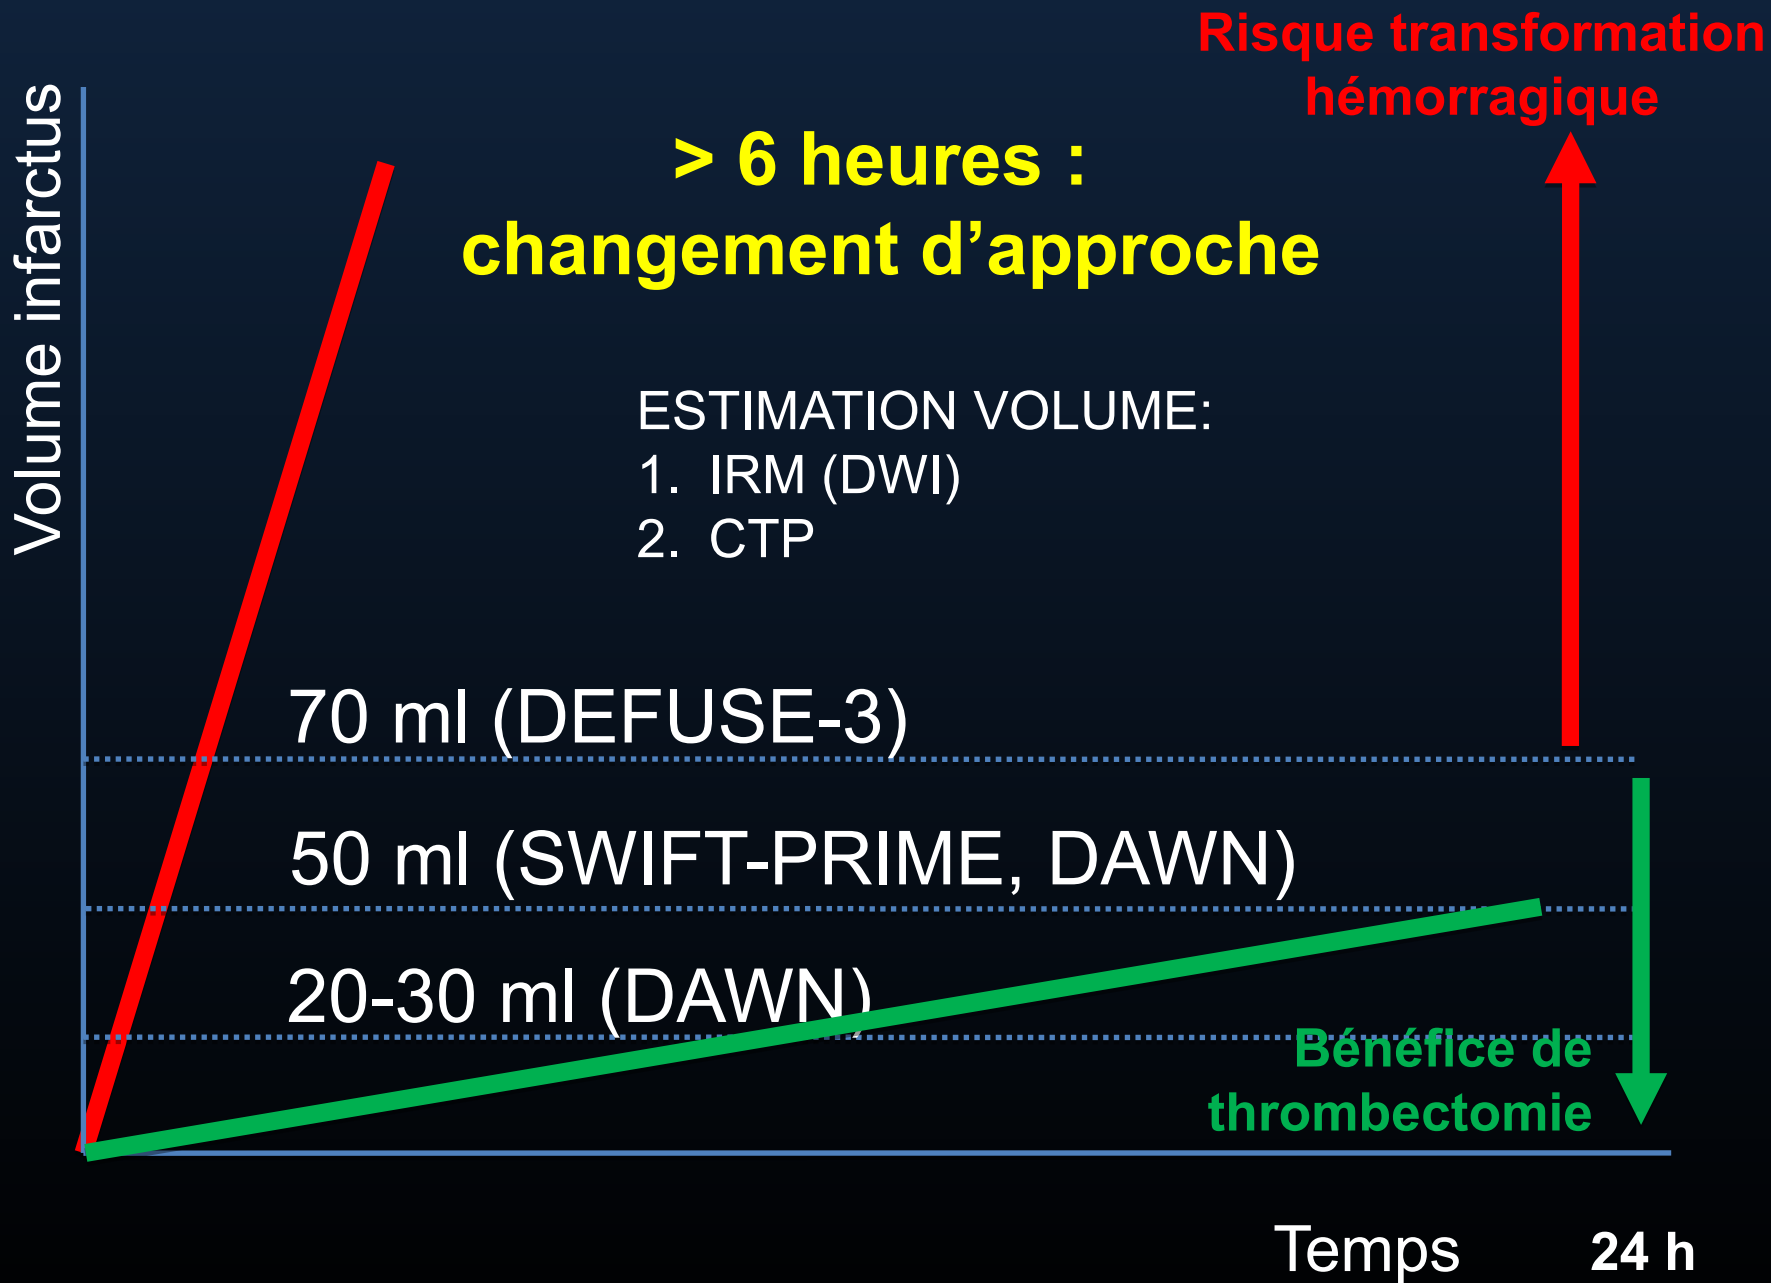 Risque transformation
hémorragique
Volume infarctus
> 6 heures :
changement d’approche
ESTIMATION VOLUME:
1. IRM (DWI)
2. CTP
70 ml (DEFUSE-3)
50 ml (SWIFT-PRIME, DAWN)
20-30 ml (DAWN)
Bénéfice de
thrombectomie
Temps
24 h